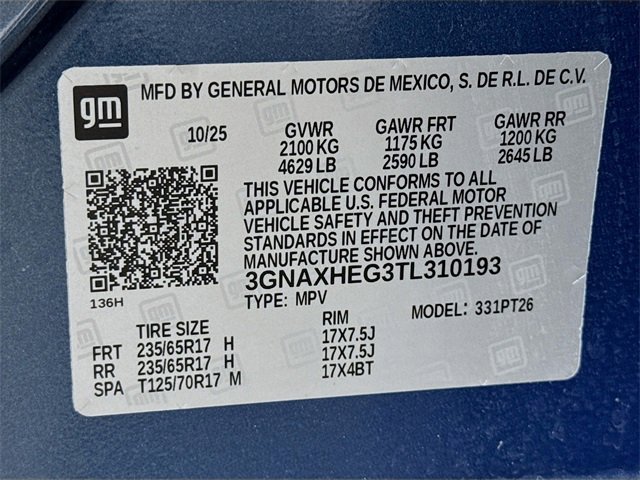 gm
MFD BY GENERAL MOTORS DE MEXICO, S. DE R.L. DE C.V.
10/25 GVWR GAWR FRT GAWR RR
2100 KG 1175 KG 1200 KG
4629 LB 2590 LB 2645 LB
THIS VEHICLE CONFORMS TO ALL
APPLICABLE U.S. FEDERAL MOTOR
VEHICLE SAFETY AND THEFT PREVENTION
STANDARDS IN EFFECT ON THE DATE OF
MANUFACTURE SHOWN ABOVE.
3GNAXHEG3TL310193
136H
TYPE: MPV MODEL: 331PT26
TIRE SIZE RIM
FRT 235/65R17 H 17X7.5J
RR 235/65R17 H 17X7.5J
SPA T125/70R17 M 17X4BT